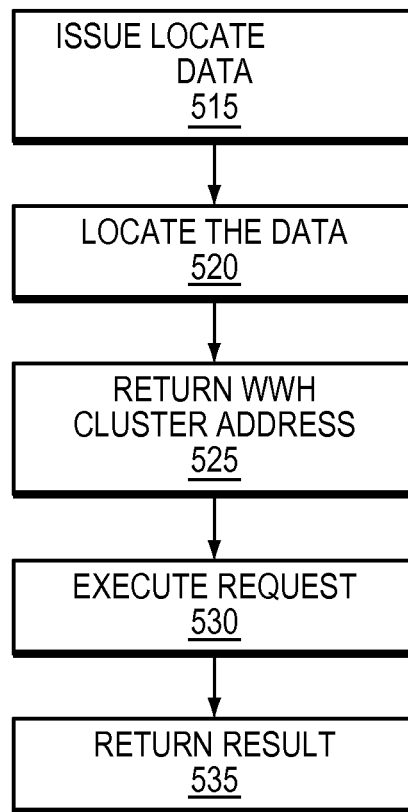 ISSUE LOCATE
DATA
515
LOCATE THE DATA
520
RETURN WWH
CLUSTER ADDRESS
525
EXECUTE REQUEST
530
RETURN RESULT
535